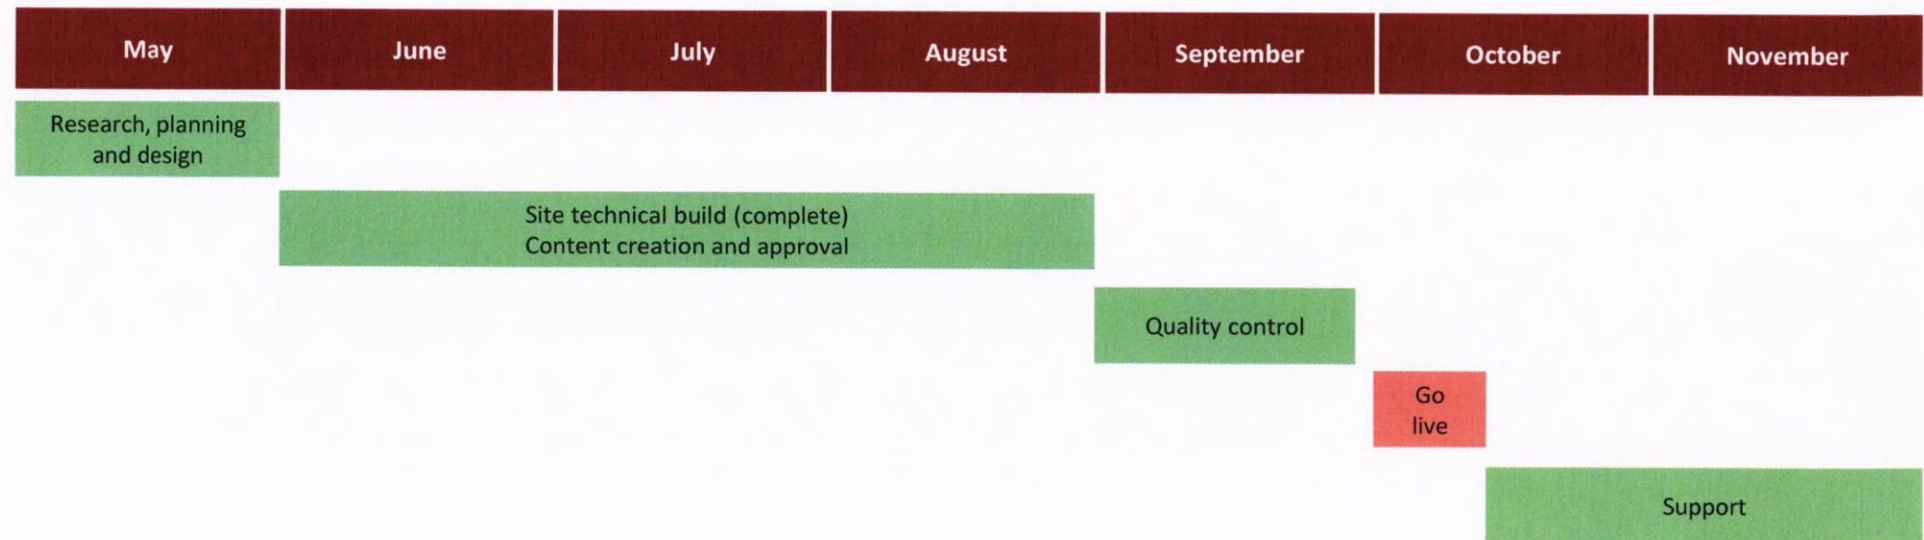 May
June
July
August
September
October
November
Research, planning
and design
Site technical build (complete)
Content creation and approval
Quality control
Go
live
Support